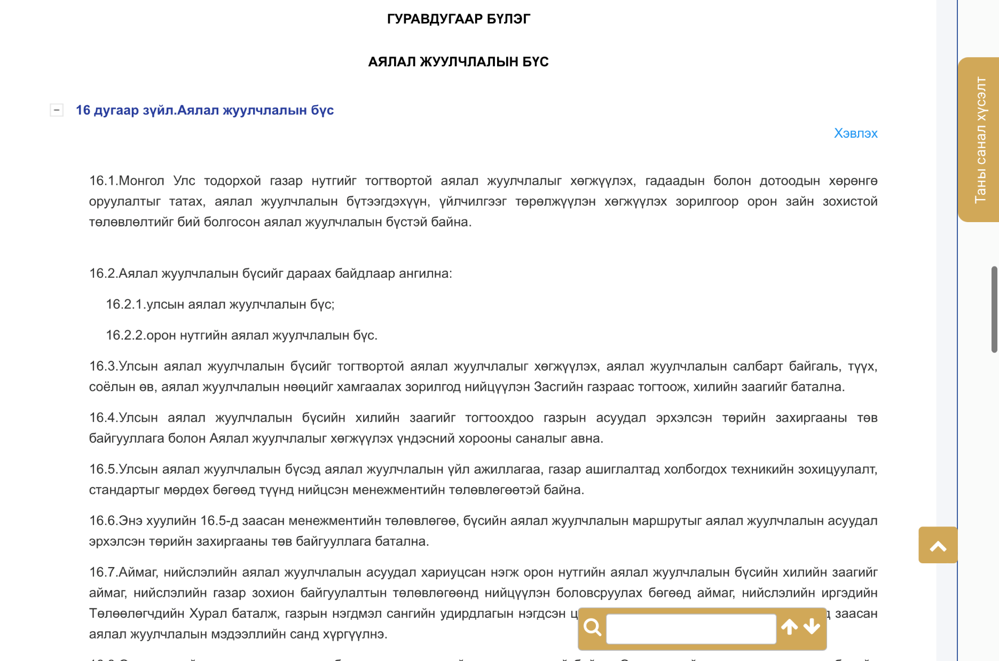 ГУРАВДУГААР БҮЛЭГ
АЯЛАЛ ЖУУЛЧЛАЛЫН БҮС
16 дугаар зүйл.Аялал жуулчлалын бүс
Хэвлэх
16.1.Монгол Улс тодорхой газар нутгийг тогтвортой аялал жуулчлалыг хөгжүүлэх, гадаадын болон дотоодын хөрөнгө
оруулалтыг татах, аялал жуулчлалын бүтээгдэхүүн, үйлчилгээг төрөлжүүлэн хөгжүүлэх зорилгоор орон зайн зохистой
төлөвлөлтийг бий болгосон аялал жуулчлалын бүстэй байна.
16.2.Аялал жуулчлалын бүсийг дараах байдлаар ангилна:
16.2.1.улсын аялал жуулчлалын бүс;
16.2.2.орон нутгийн аялал жуулчлалын бүс.
16.3.Улсын аялал жуулчлалын бүсийг тогтвортой аялал жуулчлалыг хөгжүүлэх, аялал жуулчлалын салбарт байгаль, түүх,
соёлын өв, аялал жуулчлалын нөөцийг хамгаалах зорилгод нийцүүлэн Засгийн газраас тогтоож, хилийн заагийг батална.
16.4.Улсын аялал жуулчлалын бүсийн хилийн заагийг тогтоохдоо газрын асуудал эрхэлсэн төрийн захиргааны төв
байгууллага болон Аялал жуулчлалыг хөгжүүлэх үндэсний хорооны саналыг авна.
16.5.Улсын аялал жуулчлалын бүсэд аялал жуулчлалын үйл ажиллагаа, газар ашиглалтад холбогдох техникийн зохицуулалт,
стандартыг мөрдөх бөгөөд түүнд нийцсэн менежментийн төлөвлөгөөтэй байна.
16.6.Энэ хуулийн 16.5-д заасан менежментийн төлөвлөгөө, бүсийн аялал жуулчлалын маршрутыг аялал жуулчлалын асуудал
эрхэлсэн төрийн захиргааны төв байгууллага батална.
16.7.Аймаг, нийслэлийн аялал жуулчлалын асуудал хариуцсан нэгж орон нутгийн аялал жуулчлалын бүсийн хилийн заагийг
аймаг, нийслэлийн газар зохион байгуулалтын төлөвлөгөөнд нийцүүлэн боловсруулах бөгөөд аймаг, нийслэлийн иргэдийн
Төлөөлөгчдийн Хурал баталж, газрын нэгдмэл сангийн удирдлагын нэгдсэн заасан
аялал жуулчлалын мэдээллийн санд хүргүүлнэ.
Таны санал хүсэлт